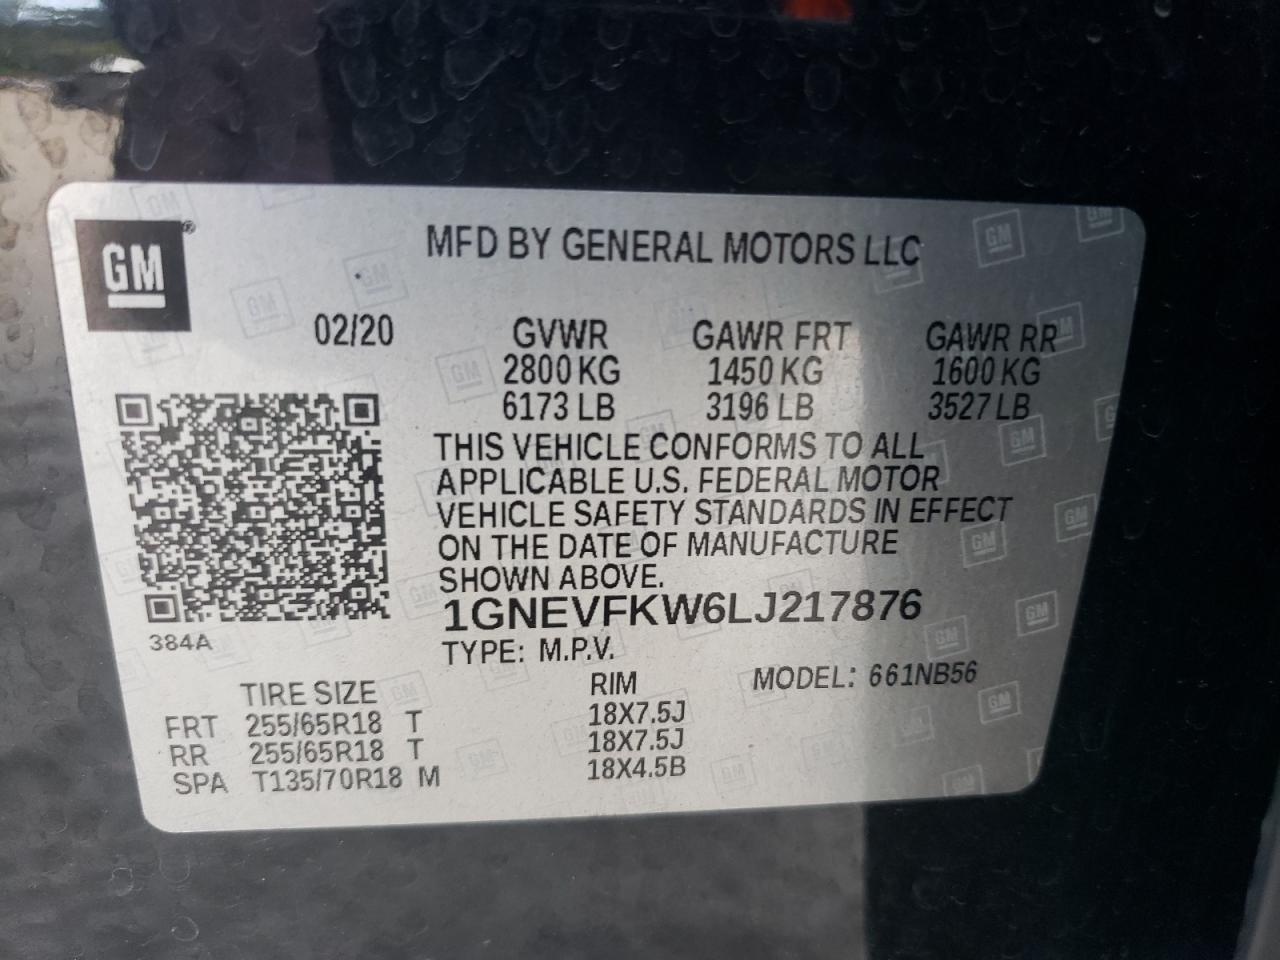 GM®
MFD BY GENERAL MOTORS LLC
02/20 GVWR GAWR FRT GAWR RR
2800 KG 1450 KG 1600 KG
6173 LB 3196 LB 3527 LB
THIS VEHICLE CONFORMS TO ALL
APPLICABLE U.S. FEDERAL MOTOR
VEHICLE SAFETY STANDARDS IN EFFECT
ON THE DATE OF MANUFACTURE
SHOWN ABOVE.
1GNEVFKW6LJ217876
384A
TYPE: M.P.V.
MODEL: 661NB56
TIRE SIZE RIM
FRT 255/65R18 T 18X7.5J
RR 255/65R18 T 18X7.5J
SPA T135/70R18 M 18X4.5B